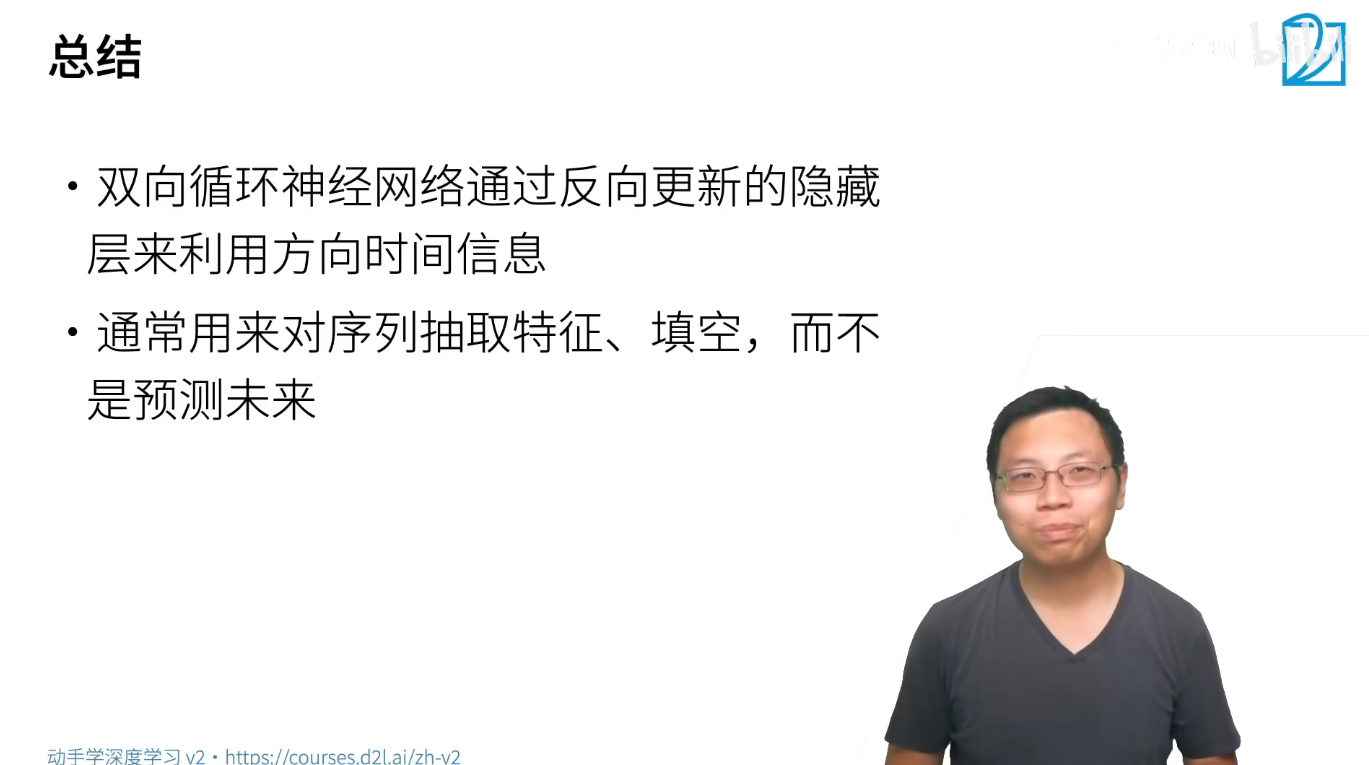 总结
• 双向循环神经网络通过反向更新的隐藏
层来利用方向时间信息
• 通常用来对序列抽取特征、填空，而不
是预测未来
动手学深度学习 v2 • https://courses.d2l.ai/zh-v2
bilibili